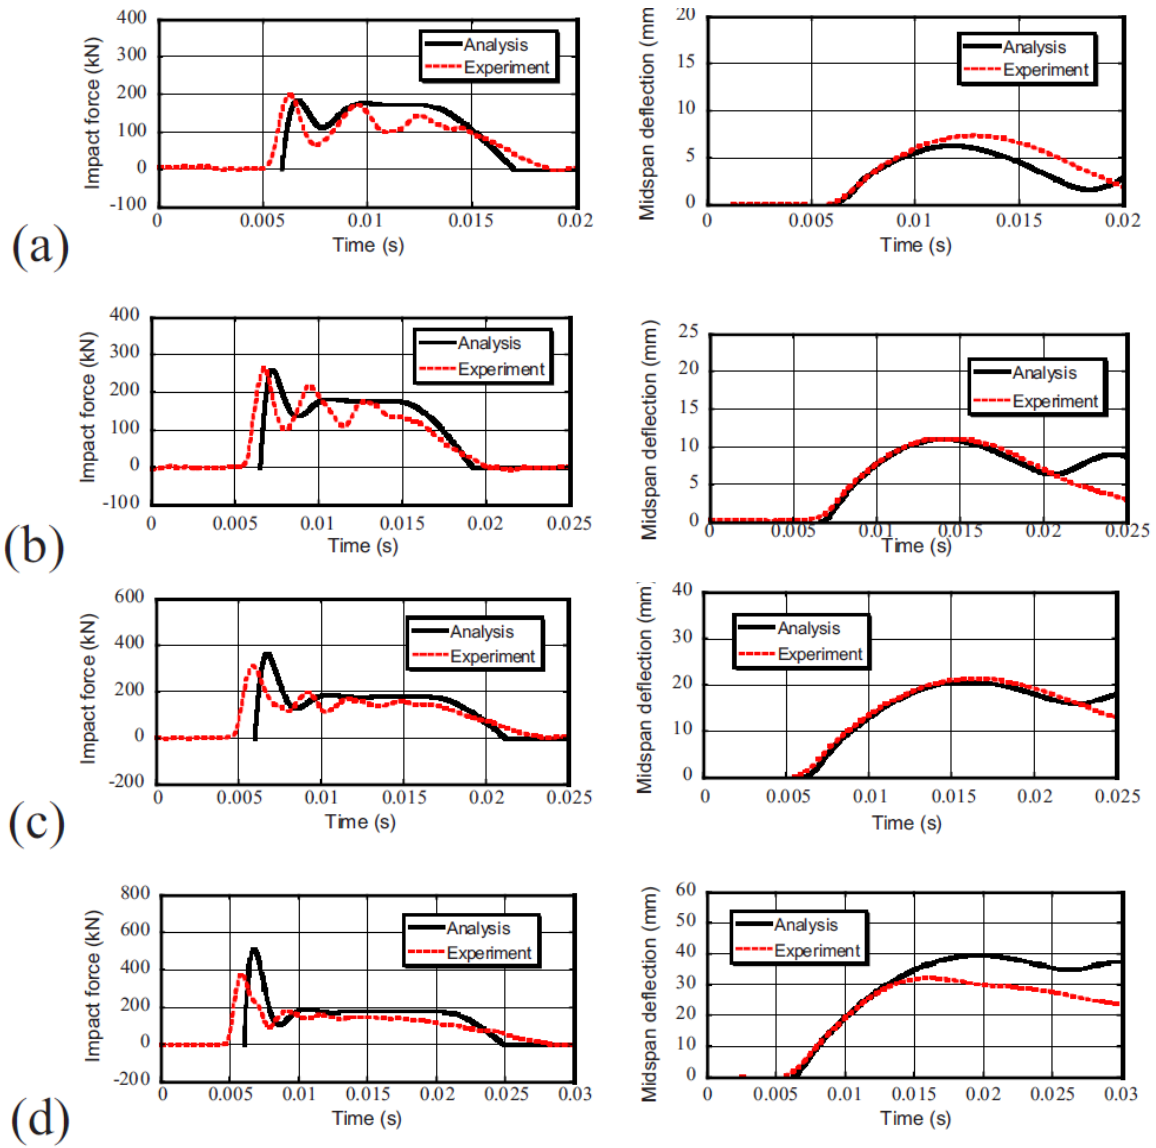 400
300
200
100
0
-100
Impact force (kN)
Analysis
Experiment
0 0.005 0.01 0.015 0.02
Time (s)
20
15
10
5
0
Midspan deflection (mm
Analysis
Experiment
0 0.005 0.01 0.015 0.02
Time (s)
(a)
400
300
200
100
0
-100
Impact force (kN)
Analysis
Experiment
0 0.005 0.01 0.015 0.02 0.025
Time (s)
25
20
15
10
5
0
Midspan deflection (mm)
Analysis
Experiment
0 0.005 0.01 0.015 0.02 0.025
Time (s)
(b)
600
400
200
0
-200
Impact force (kN)
Analysis
Experiment
0 0.005 0.01 0.015 0.02 0.025
Time (s)
40
30
20
10
0
Midspan deflection (mm)
Analysis
Experiment
0 0.005 0.01 0.015 0.02 0.025
Time (s)
(c)
800
600
400
200
0
-200
Impact force (kN)
Analysis
Experiment
0 0.005 0.01 0.015 0.02 0.025 0.03
Time (s)
60
50
40
30
20
10
0
Midspan deflection (mm)
Analysis
Experiment
0 0.005 0.01 0.015 0.02 0.025 0.03
Time (s)
(d)